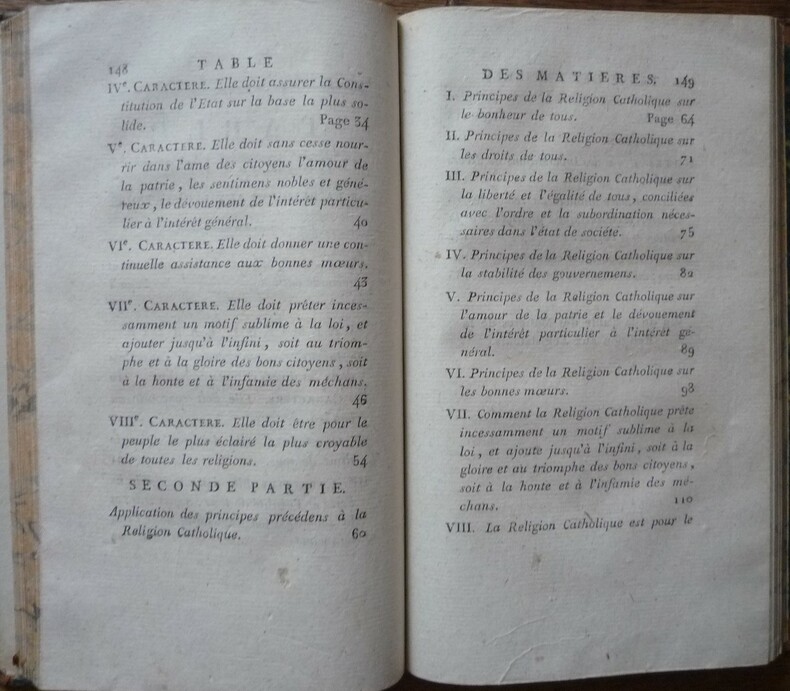 148 TABLE
IVe. CARACTERE. Elle doit assurer la Cons-
titution de l'Etat sur la base la plus so-
lide. Page 34
Ve. CARACTERE. Elle doit sans cesse nour-
rir dans l'ame des citoyens l'amour de
la patrie, les sentimens nobles et géné-
reux, le dévouement de l'intérêt particu-
lier à l'intérêt général. 40
VIe. CARACTERE. Elle doit donner une con-
tinuelle assistance aux bonnes mœurs.
43
VIIe. CARACTERE. Elle doit prêter inces-
samment un motif sublime à la loi, et
ajouter jusqu'à l'infini, soit au triom-
phe et à la gloire des bons citoyens, soit
à la honte et à l'infamie des méchans.
46
VIIIe. CARACTERE. Elle doit être pour le
peuple le plus éclairé la plus croyable
de toutes les religions. 54
SECONDE PARTIE.
Application des principes précédens à la
Religion Catholique. 60
DES MATIERES. 149
I. Principes de la Religion Catholique sur
le bonheur de tous. Page 64
II. Principes de la Religion Catholique sur
les droits de tous. 71
III. Principes de la Religion Catholique sur
la liberté et l'égalité de tous, conciliées
avec l'ordre et la subordination néces-
saires dans l'état de société. 75
IV. Principes de la Religion Catholique sur
la stabilité des gouvernemens. 82
V. Principes de la Religion Catholique sur
l'amour de la patrie et le dévouement
de l'intérêt particulier à l'intérêt gé-
néral. 89
VI. Principes de la Religion Catholique sur
les bonnes mœurs. 98
VII. Comment la Religion Catholique prête
incessamment un motif sublime à la
loi, et ajoute jusqu'à l'infini, soit à la
gloire et au triomphe des bons citoyens,
soit à la honte et à l'infamie des mé-
chans. 110
VIII. La Religion Catholique est pour le